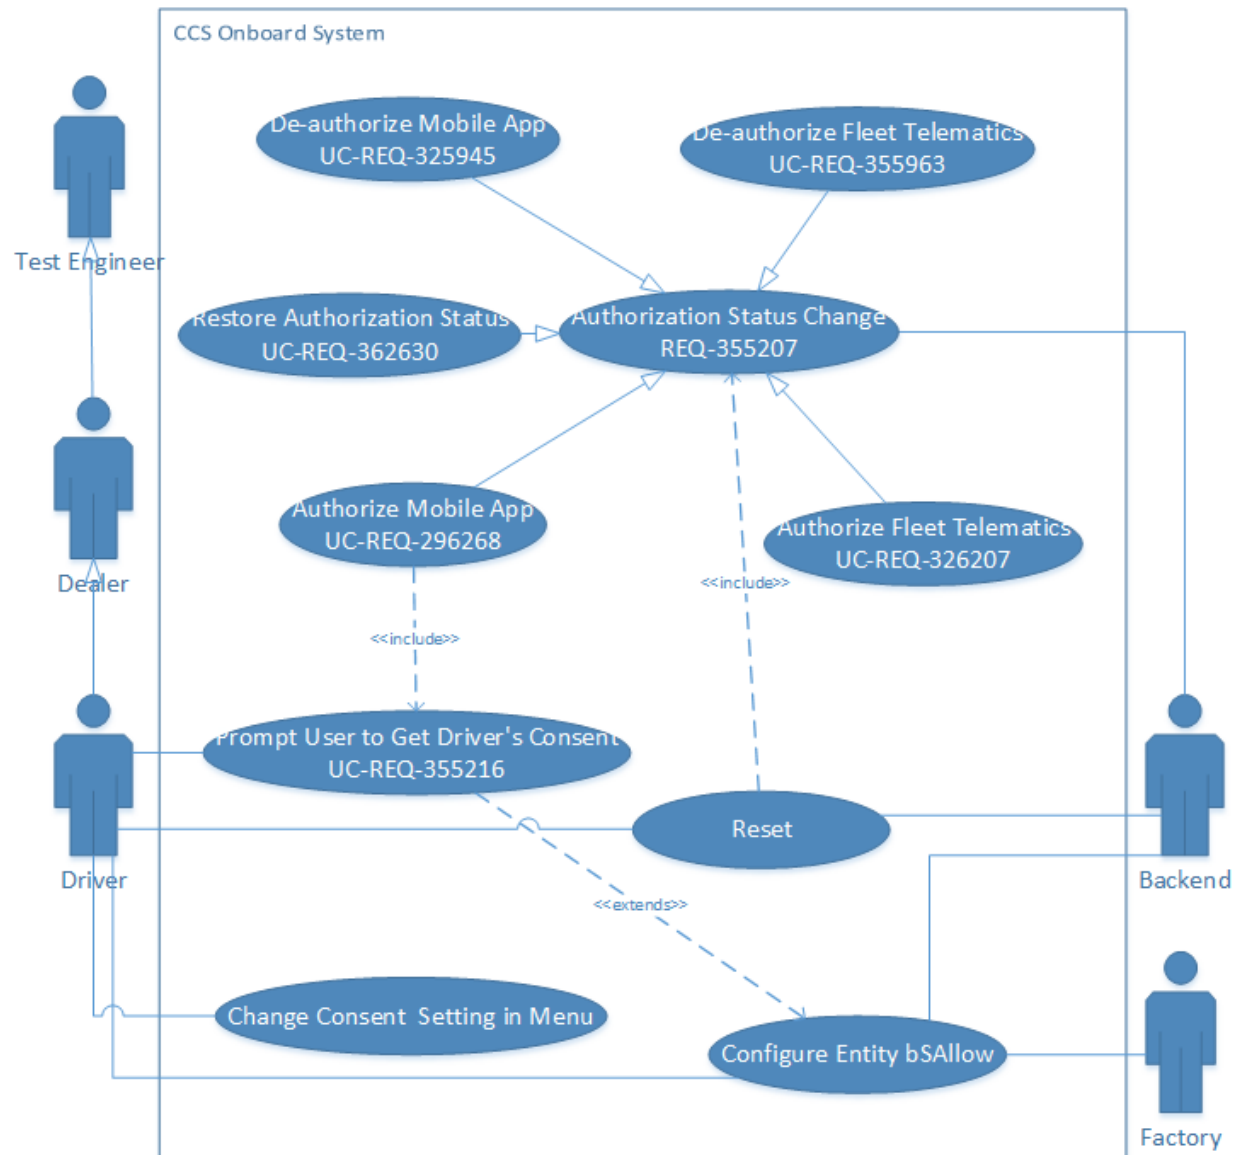 CCS Onboard System
De-authorize Mobile App
UC-REQ-325945
De-authorize Fleet Telematics
UC-REQ-355963
Test Engineer
Restore Authorization Status
UC-REQ-362630
Authorization Status Change
REQ-355207
Authorize Mobile App
UC-REQ-296268
Authorize Fleet Telematics
UC-REQ-326207
Dealer
<<include>>
<<include>>
Prompt User to Get Driver's Consent
UC-REQ-355216
Reset
Driver
Backend
<<extends>>
Change Consent  Setting in Menu
Configure Entity bSAllow
Factory